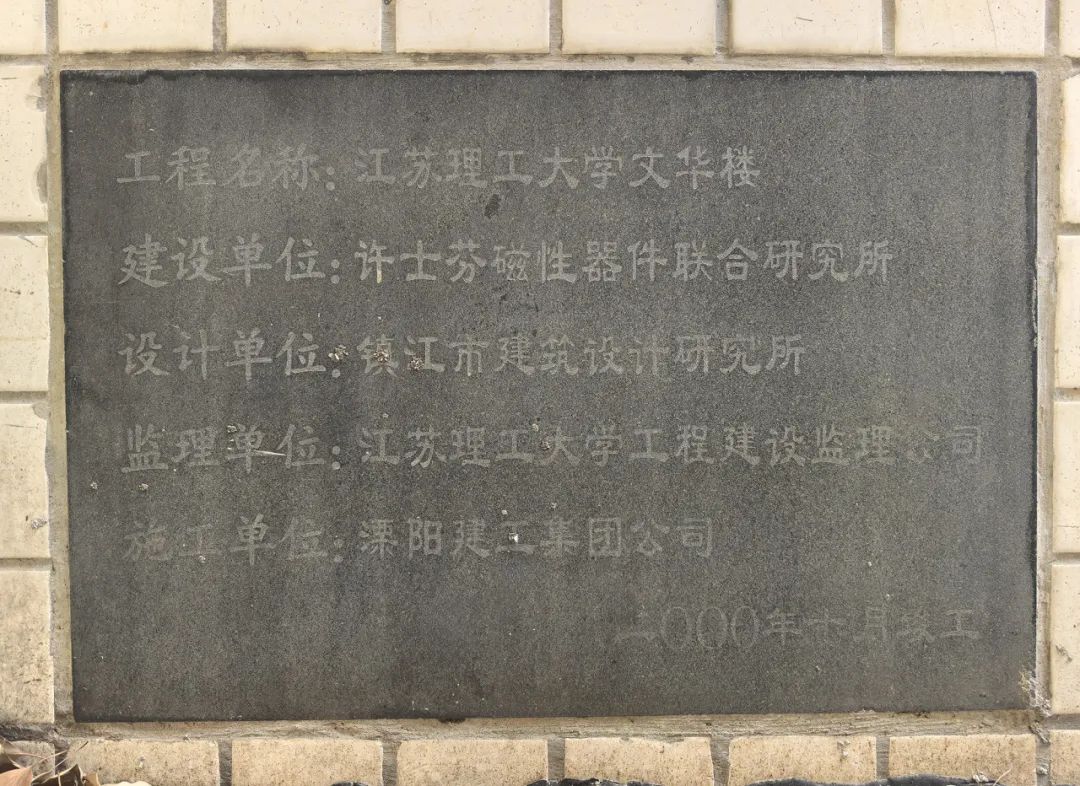 工程名称：江苏理工大学文华楼
建设单位：许士芬磁性器件联合研究所
设计单位：镇江市建筑设计研究所
监理单位：江苏理工大学工程建设监理公司
施工单位：溧阳建工集团公司
二000年十月竣工